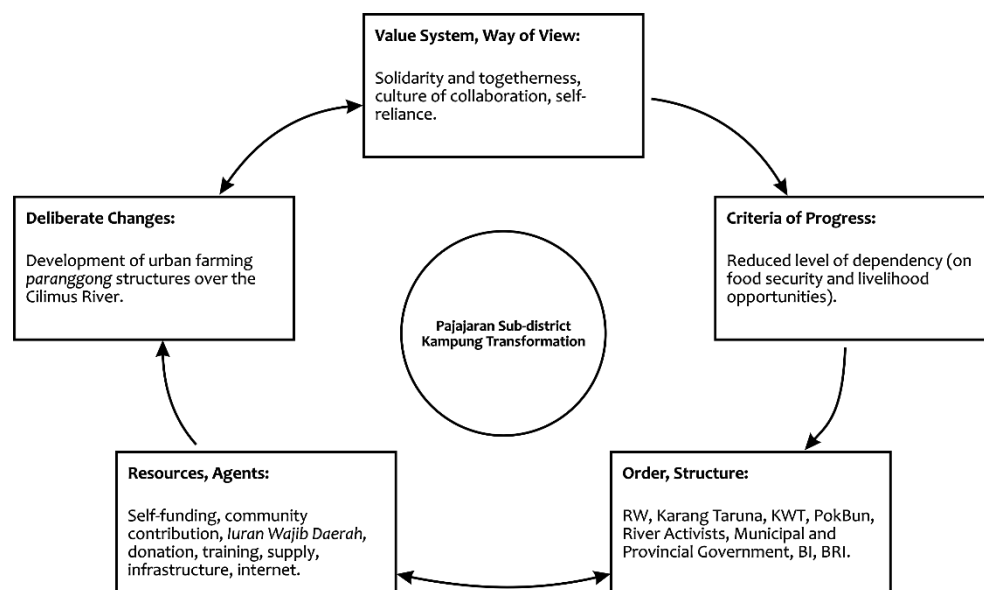 Value System, Way of View:
Solidarity and togetherness,
culture of collaboration, self-
reliance.
Deliberate Changes:
Development of urban farming
paranggong structures over the
Cilimus River.
Criteria of Progress:
Reduced level of dependency (on
food security and livelihood
opportunities).
Pajajaran Sub-district
Kampung Transformation
Resources, Agents:
Self-funding, community
contribution, Iuran Wajib Daerah,
donation, training, supply,
infrastructure, internet.
Order, Structure:
RW, Karang Taruna, KWT, PokBun,
River Activists, Municipal and
Provincial Government, BI, BRI.